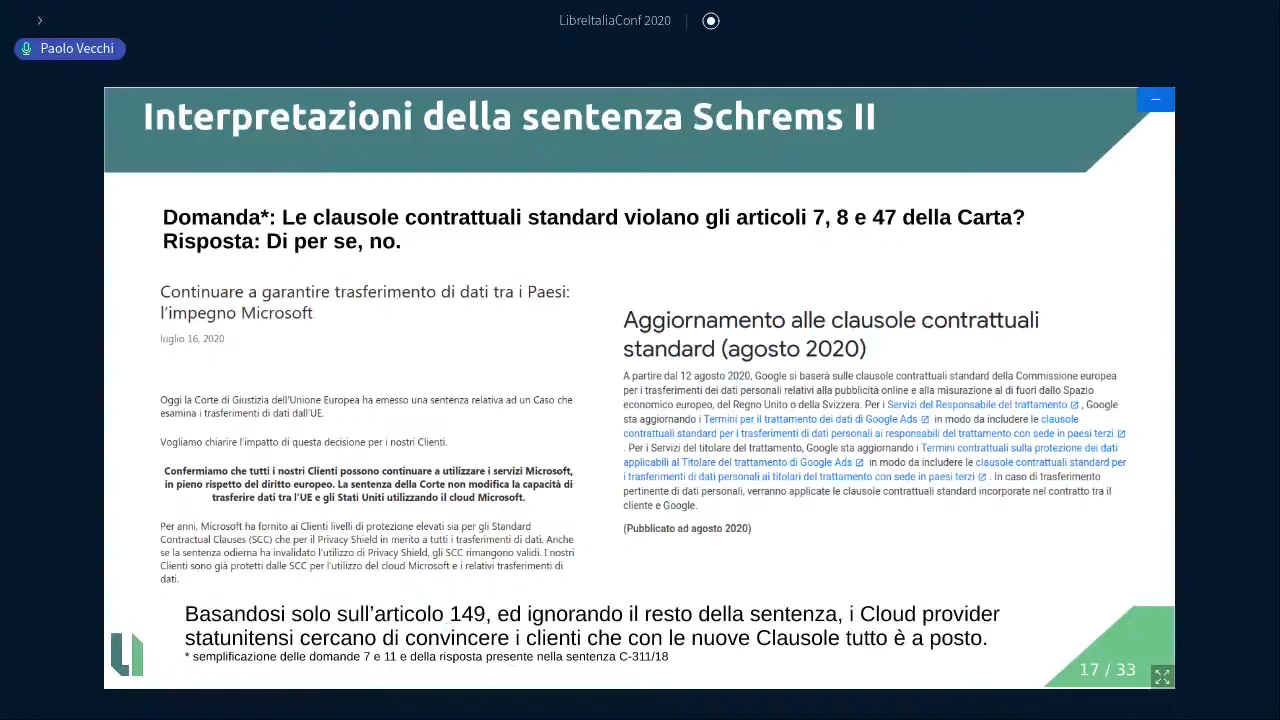 LibreItaliaConf 2020
Paolo Vecchi
Interpretazioni della sentenza Schrems II
Domanda*: Le clausole contrattuali standard violano gli articoli 7, 8 e 47 della Carta?
Risposta: Di per se, no.
Continuare a garantire trasferimento di dati tra i Paesi:
l'impegno Microsoft
luglio 16, 2020
Oggi la Corte di Giustizia dell'Unione Europea ha emesso una sentenza relativa ad un Caso che
esamina i trasferimenti di dati dall'UE.
Vogliamo chiarire l'impatto di questa decisione per i nostri Clienti.
Confermiamo che tutti i nostri Clienti possono continuare a utilizzare i servizi Microsoft,
in pieno rispetto del diritto europeo. La sentenza della Corte non modifica la capacità di
trasferire dati tra l'UE e gli Stati Uniti utilizzando il cloud Microsoft.
Per anni, Microsoft ha fornito ai Clienti livelli di protezione elevati sia per gli Standard
Contractual Clauses (SCC) che per il Privacy Shield in merito a tutti i trasferimenti di dati. Anche
se la sentenza odierna ha invalidato l'utilizzo di Privacy Shield, gli SCC rimangono validi. I nostri
Clienti sono già protetti dalle SCC per l'utilizzo del cloud Microsoft e i relativi trasferimenti di
dati.
Aggiornamento alle clausole contrattuali
standard (agosto 2020)
A partire dal 12 agosto 2020, Google si baserà sulle clausole contrattuali standard della Commissione europea
per i trasferimenti dei dati personali relativi alla pubblicità online e alla misurazione al di fuori dallo Spazio
economico europeo, del Regno Unito o della Svizzera. Per i Servizi del Responsabile del trattamento , Google
sta aggiornando i Termini per il trattamento dei dati di Google Ads in modo da includere le clausole
contrattuali standard per i trasferimenti di dati personali ai responsabili del trattamento con sede in paesi terzi
. Per i Servizi del titolare del trattamento, Google sta aggiornando i Termini contrattuali sulla protezione dei dati
applicabili al Titolare del trattamento di Google Ads in modo da includere le clausole contrattuali standard per
i trasferimenti di dati personali ai titolari del trattamento con sede in paesi terzi . In caso di trasferimento
pertinente di dati personali, verranno applicate le clausole contrattuali standard incorporate nel contratto tra il
cliente e Google.
(Pubblicato ad agosto 2020)
Basandosi solo sull'articolo 149, ed ignorando il resto della sentenza, i Cloud provider
statunitensi cercano di convincere i clienti che con le nuove Clausole tutto è a posto.
* semplificazione delle domande 7 e 11 e della risposta presente nella sentenza C-311/18
17 / 33